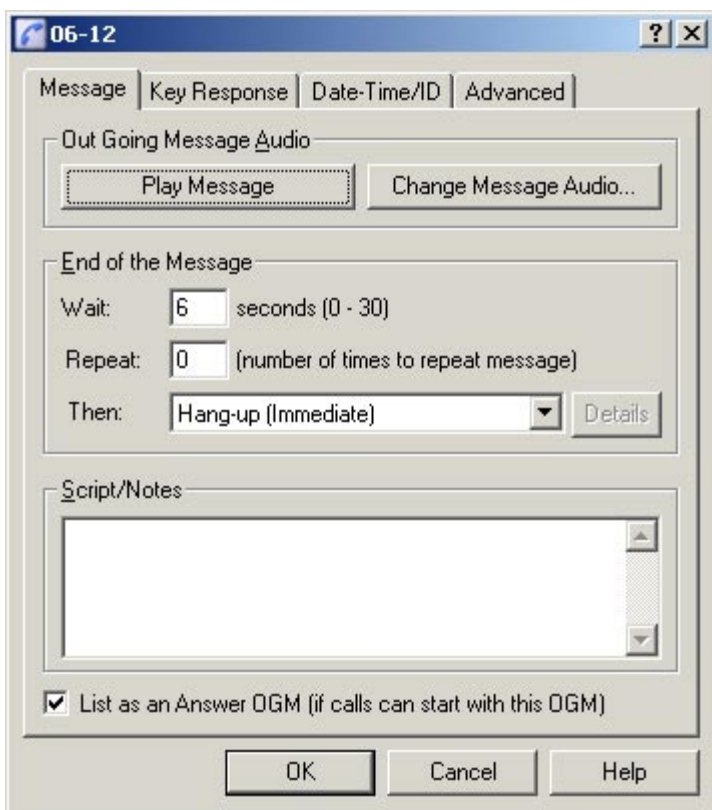 06-12
Message Key Response Date-Time/ID Advanced
Out Going Message Audio
Play Message Change Message Audio...
End of the Message
Wait: 6 seconds (0 - 30)
Repeat: 0 (number of times to repeat message)
Then: Hang-up (Immediate) Details
Script/Notes
List as an Answer OGM (if calls can start with this OGM)
OK Cancel Help